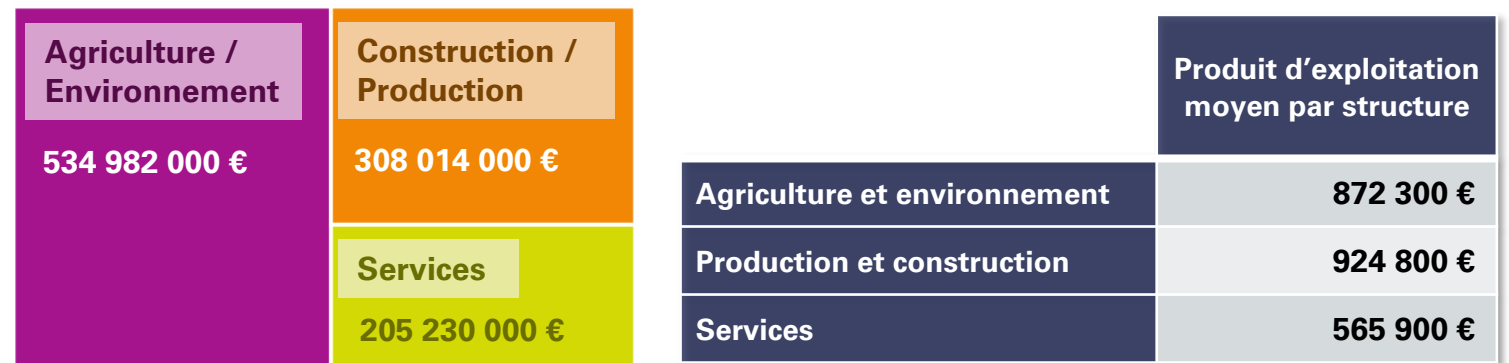 Agriculture /
Environnement
534 982 000 €
Construction /
Production
308 014 000 €
Services
205 230 000 €
Produit d’exploitation
moyen par structure
Agriculture et environnement 872 300 €
Production et construction 924 800 €
Services 565 900 €